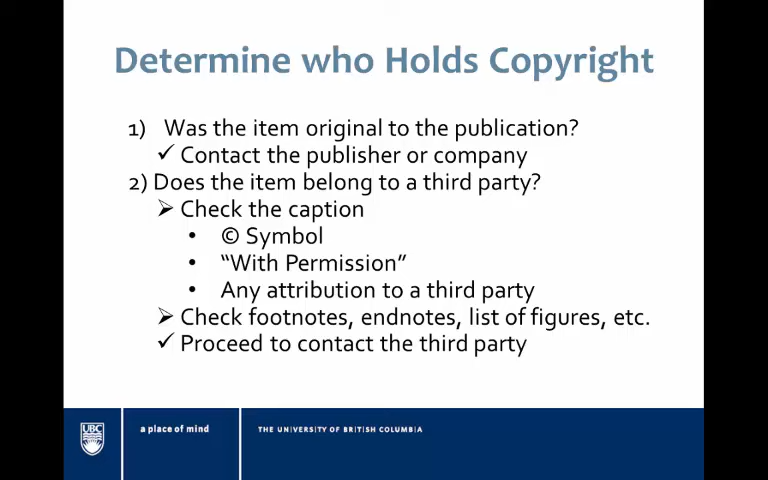 Determine who Holds Copyright
1) Was the item original to the publication?
✓ Contact the publisher or company
2) Does the item belong to a third party?
➢ Check the caption
• © Symbol
• “With Permission”
• Any attribution to a third party
➢ Check footnotes, endnotes, list of figures, etc.
✓ Proceed to contact the third party
UBC
a place of mind
THE UNIVERSITY OF BRITISH COLUMBIA